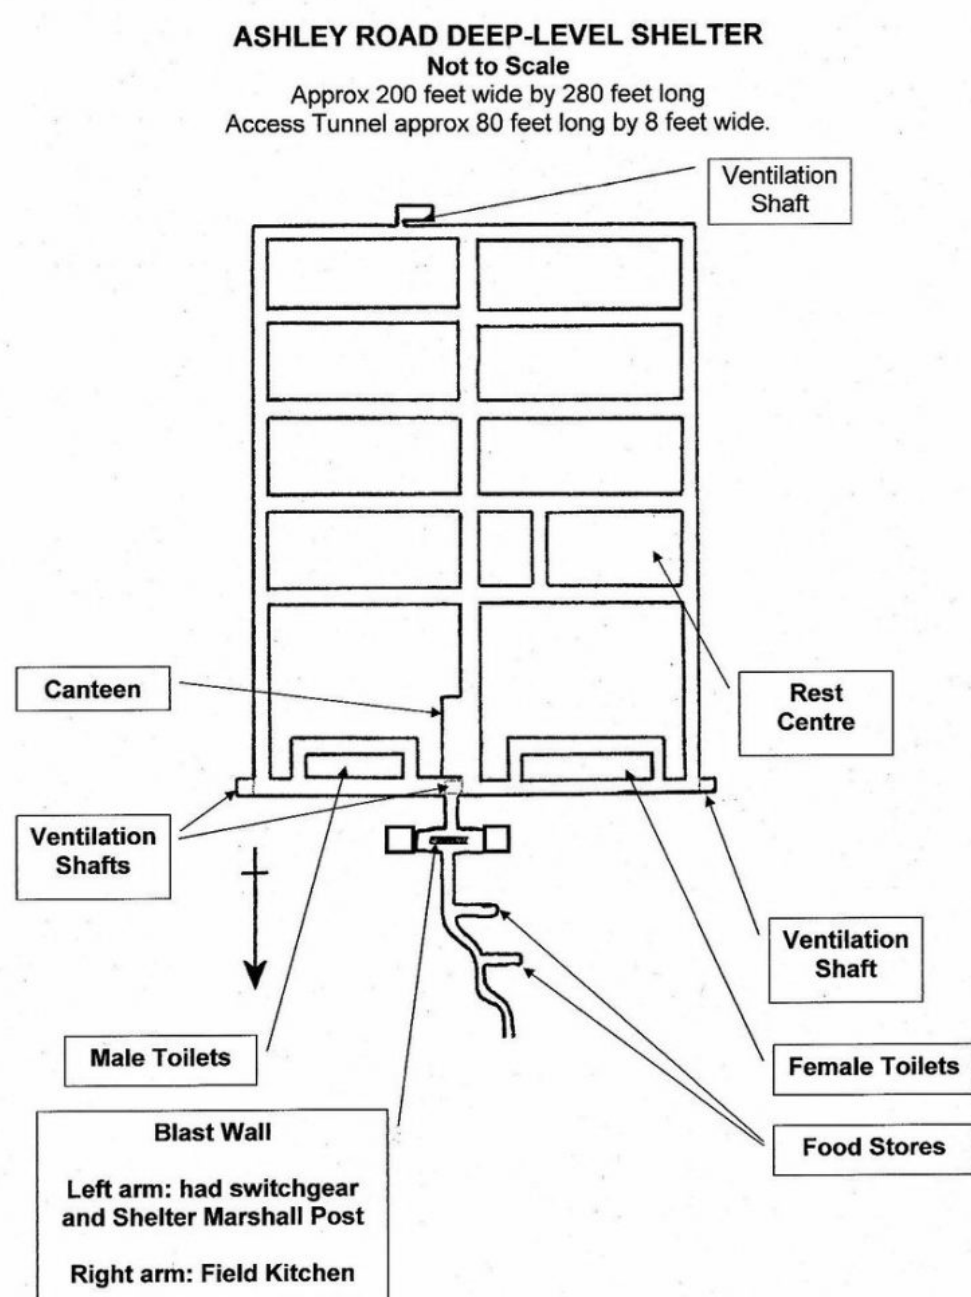 ASHLEY ROAD DEEP-LEVEL SHELTER
Not to Scale
Approx 200 feet wide by 280 feet long
Access Tunnel approx 80 feet long by 8 feet wide.
Ventilation
Shaft
Canteen
Rest
Centre
Ventilation
Shafts
Ventilation
Shaft
Male Toilets
Female Toilets
Blast Wall
Food Stores
Left arm: had switchgear
and Shelter Marshall Post
Right arm: Field Kitchen